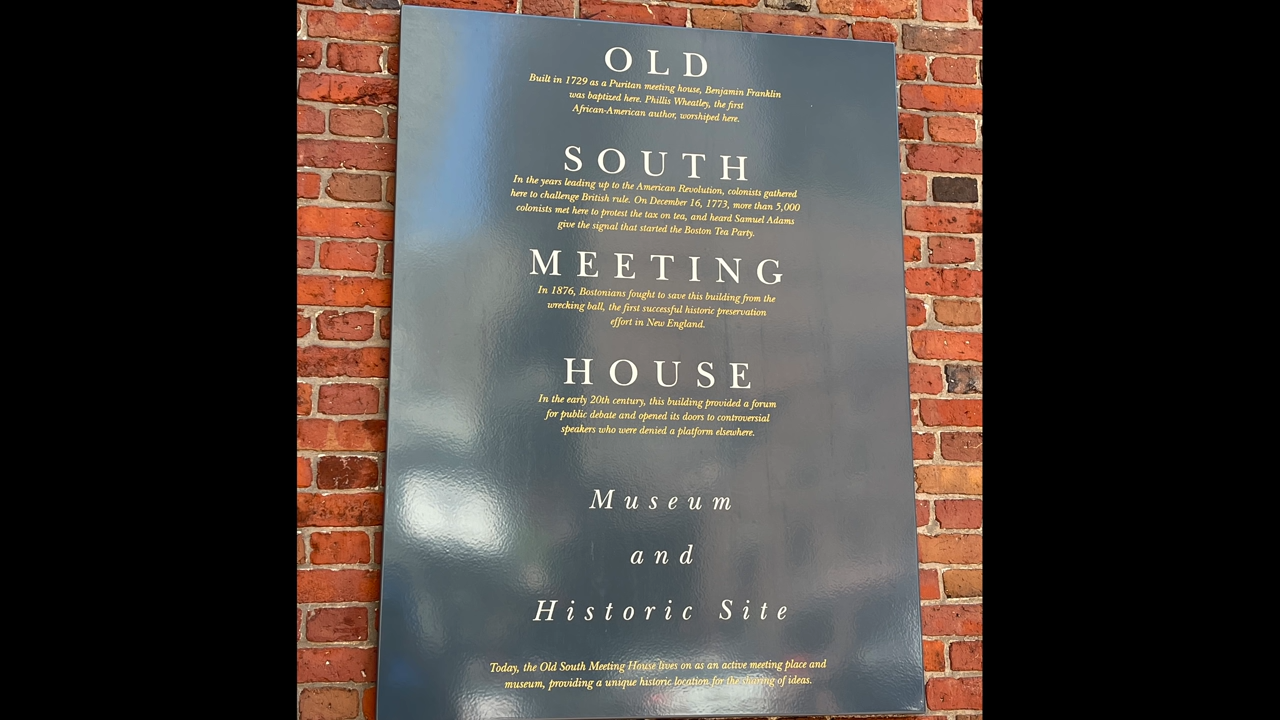 OLD
Built in 1729 as a Puritan meeting house, Benjamin Franklin
was baptized here. Phillis Wheatley, the first
African-American author, worshiped here.
SOUTH
In the years leading up to the American Revolution, colonists gathered
here to challenge British rule. On December 16, 1773, more than 5,000
colonists met here to protest the tax on tea, and heard Samuel Adams
give the signal that started the Boston Tea Party.
MEETING
In 1876, Bostonians fought to save this building from the
wrecking ball, the first successful historic preservation
effort in New England.
HOUSE
In the early 20th century, this building provided a forum
for public debate and opened its doors to controversial
speakers who were denied a platform elsewhere.
Museum
and
Historic Site
Today, the Old South Meeting House lives on as an active meeting place and
museum, providing a unique historic location for the sharing of ideas.